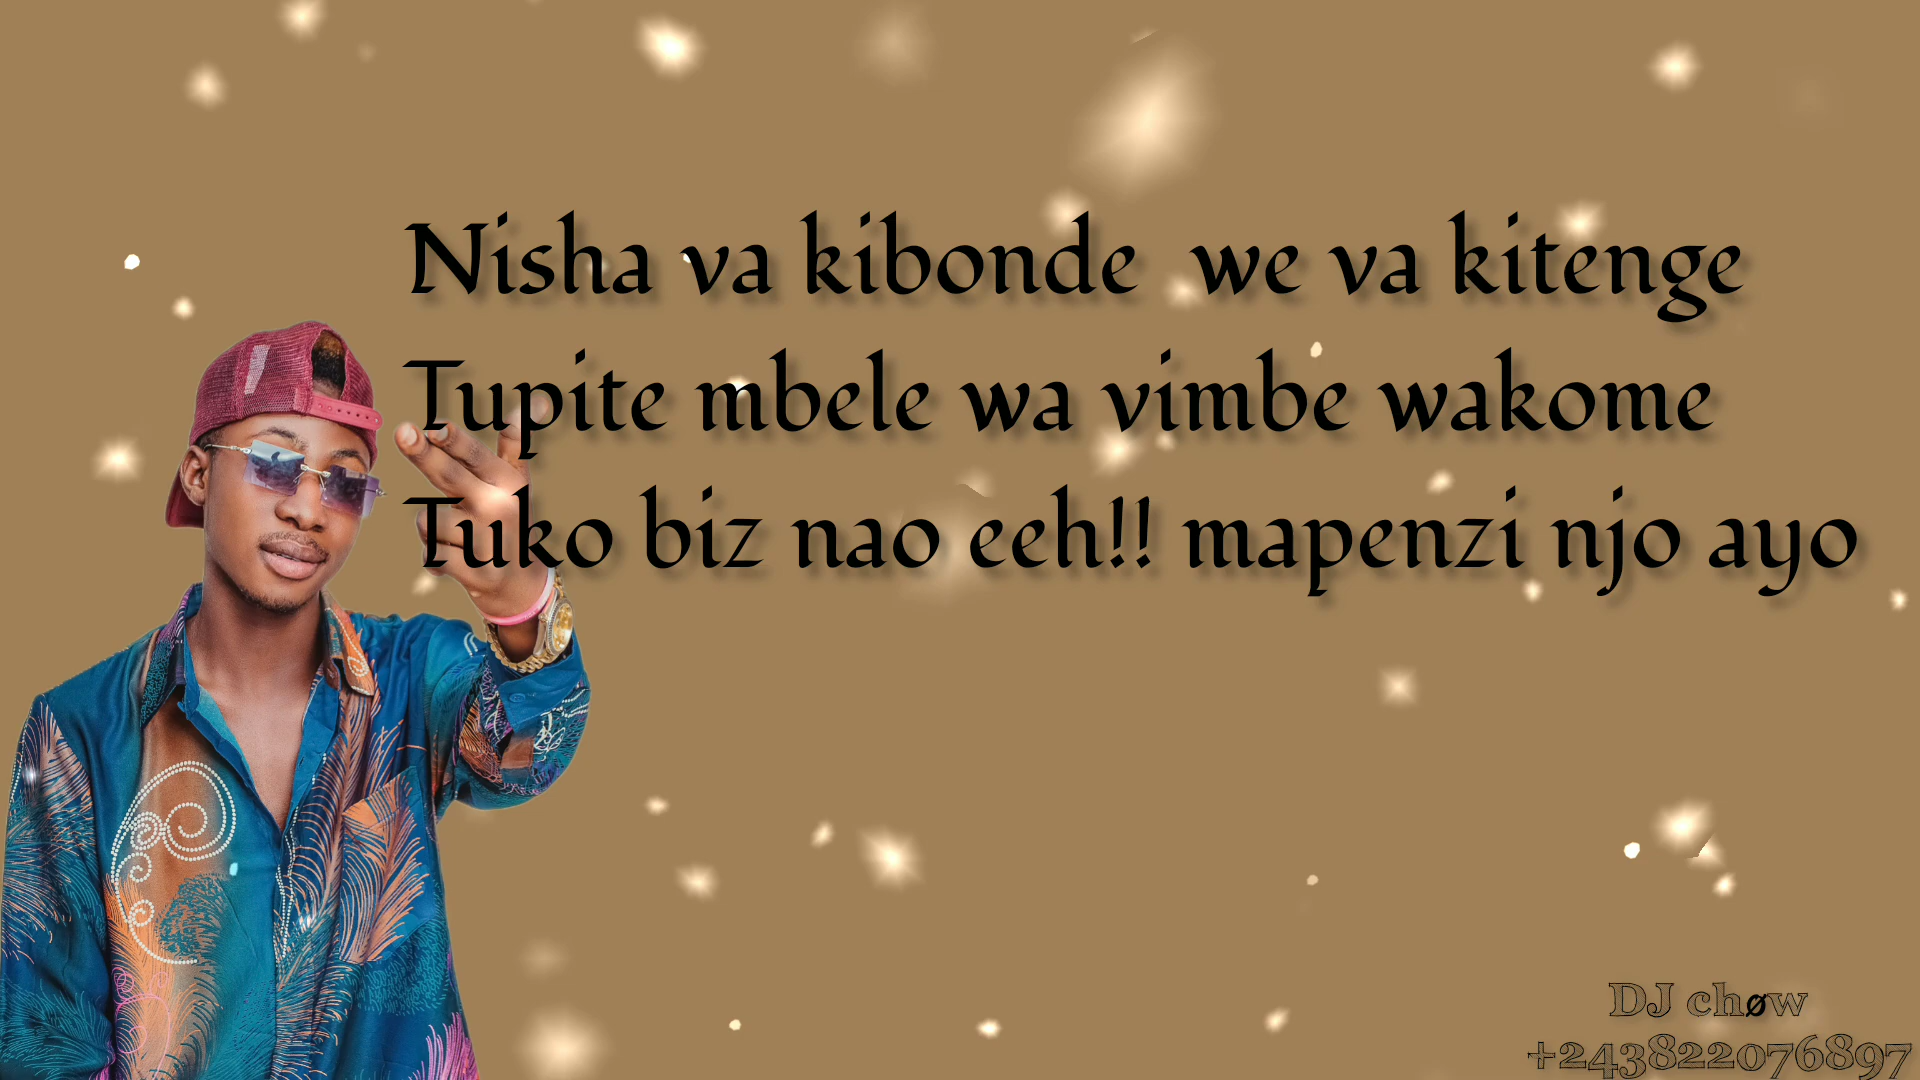 Nisha va kibonde we va kitenge
Tupite mbele wa vimbe wakome
Tuko biz nao eeh!! mapenzi njo ayo
DJ chøw
+243822076897